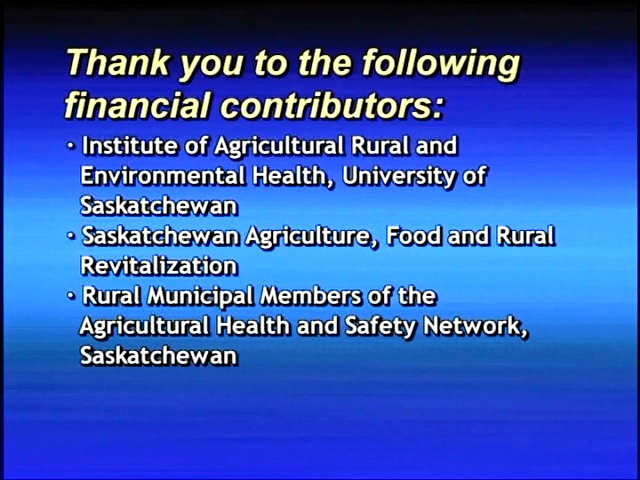 Thank you to the following
financial contributors:
· Institute of Agricultural Rural and
Environmental Health, University of
Saskatchewan
· Saskatchewan Agriculture, Food and Rural
Revitalization
· Rural Municipal Members of the
Agricultural Health and Safety Network,
Saskatchewan